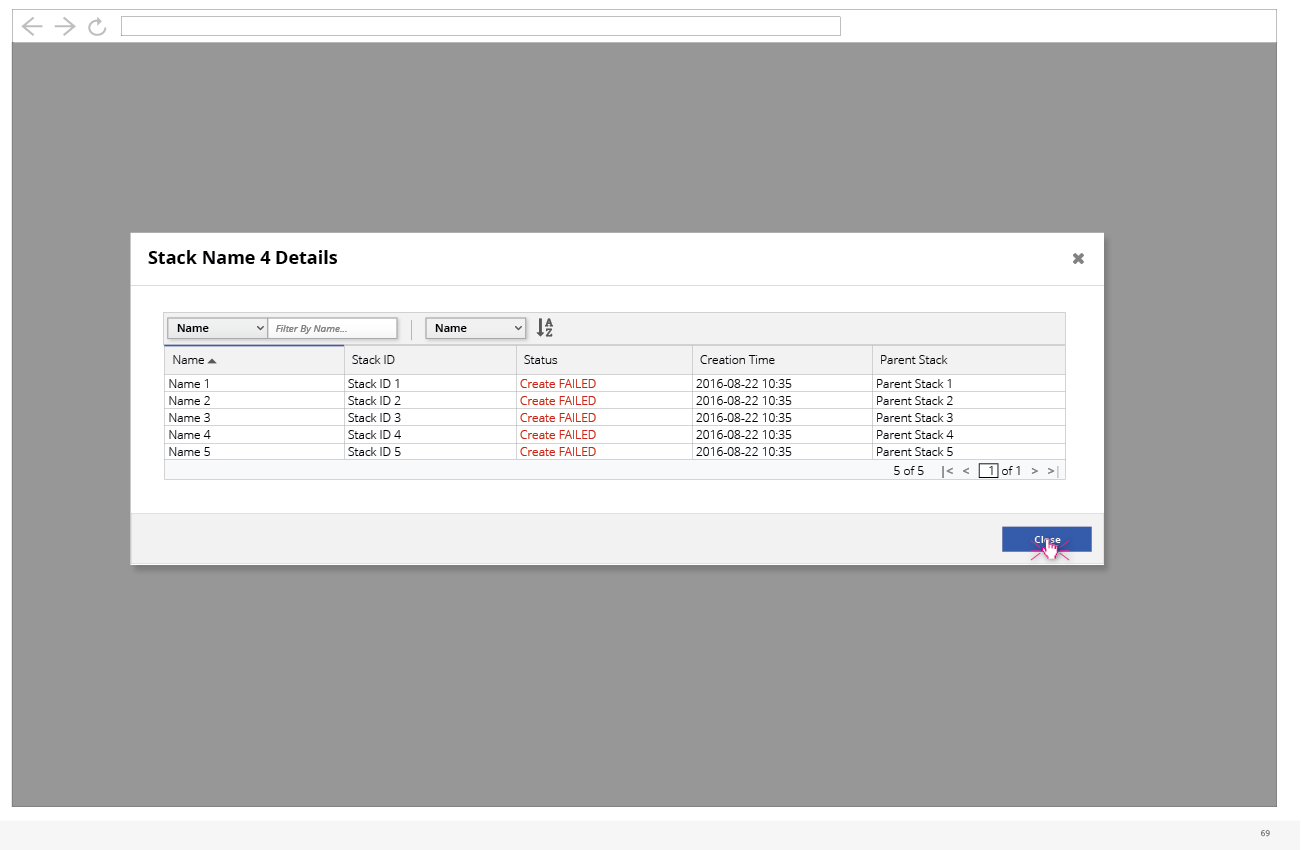 Stack Name 4 Details
Name Filter By Name... Name A Z
Name Stack ID Status Creation Time Parent Stack
Name 1 Stack ID 1 Create FAILED 2016-08-22 10:35 Parent Stack 1
Name 2 Stack ID 2 Create FAILED 2016-08-22 10:35 Parent Stack 2
Name 3 Stack ID 3 Create FAILED 2016-08-22 10:35 Parent Stack 3
Name 4 Stack ID 4 Create FAILED 2016-08-22 10:35 Parent Stack 4
Name 5 Stack ID 5 Create FAILED 2016-08-22 10:35 Parent Stack 5
5 of 5 |< < 1 of 1 > >|
Close
69